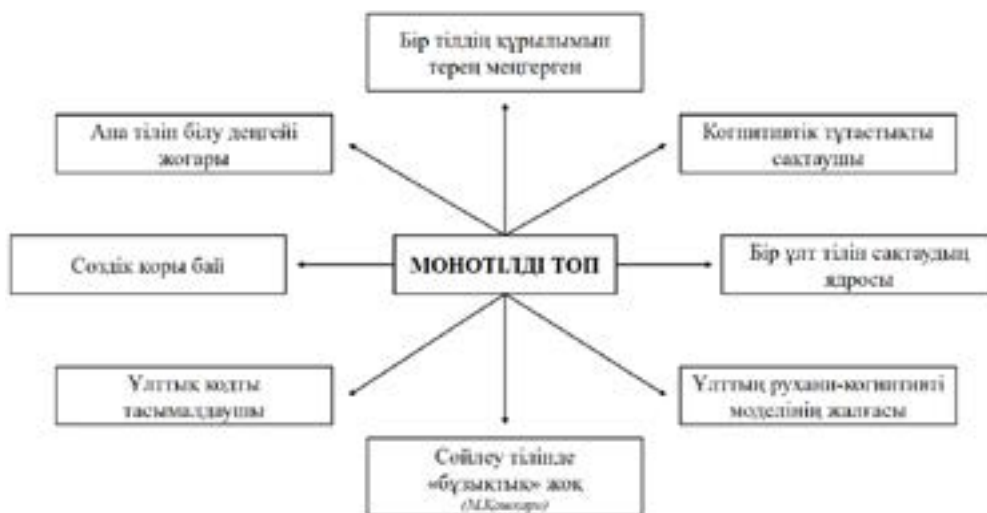 Бір тілдің құрылымын
терең меңгерген
Ана тілін білу деңгейі
жоғары
Когнитивтік тұтастықты
сақтаушы
Сөздік қоры бай
МОНОТІЛДІ ТОП
Бір ұлт тілін сақтаудың
ядросы
Ұлттық кодты
тасымалдаушы
Ұлттың рухани-когнитивті
моделінің жалғасы
Сөйлеу тілінде
«бұзықтық» жоқ
(М.Қашқари)